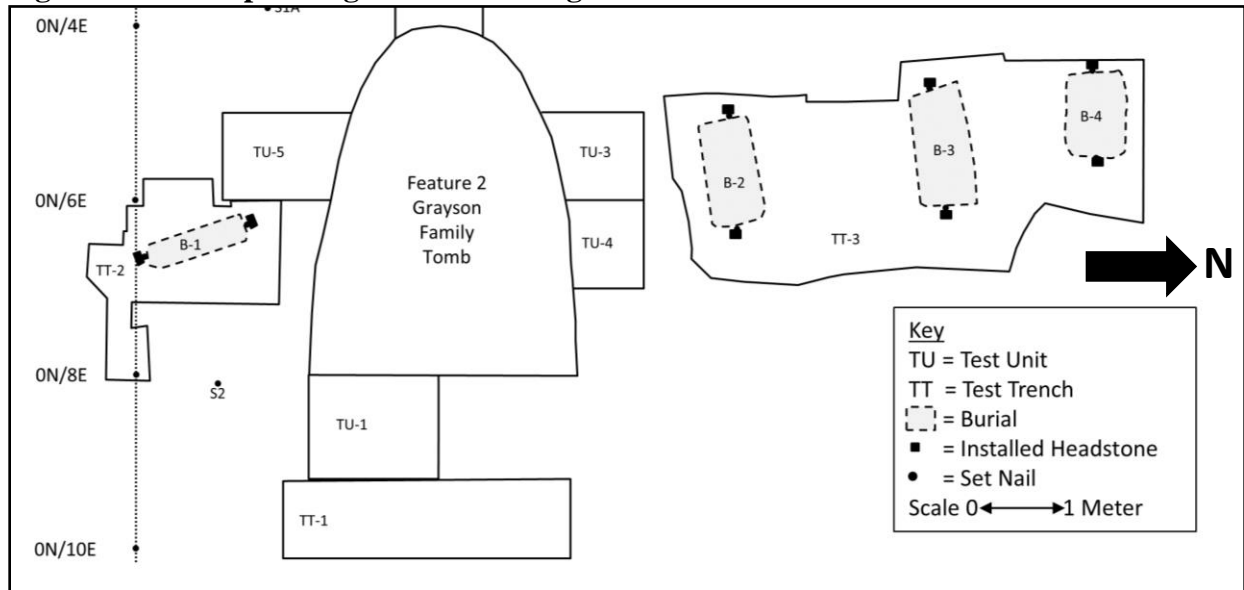 0N/4E
S1A
TU-5
TU-3
B-2
B-3
B-4
0N/6E
Feature 2
Grayson
Family
Tomb
B-1
TU-4
TT-2
TT-3
N
0N/8E
S2
TU-1
TT-1
0N/10E
Key
TU = Test Unit
TT = Test Trench
= Burial
= Installed Headstone
= Set Nail
Scale 0 1 Meter